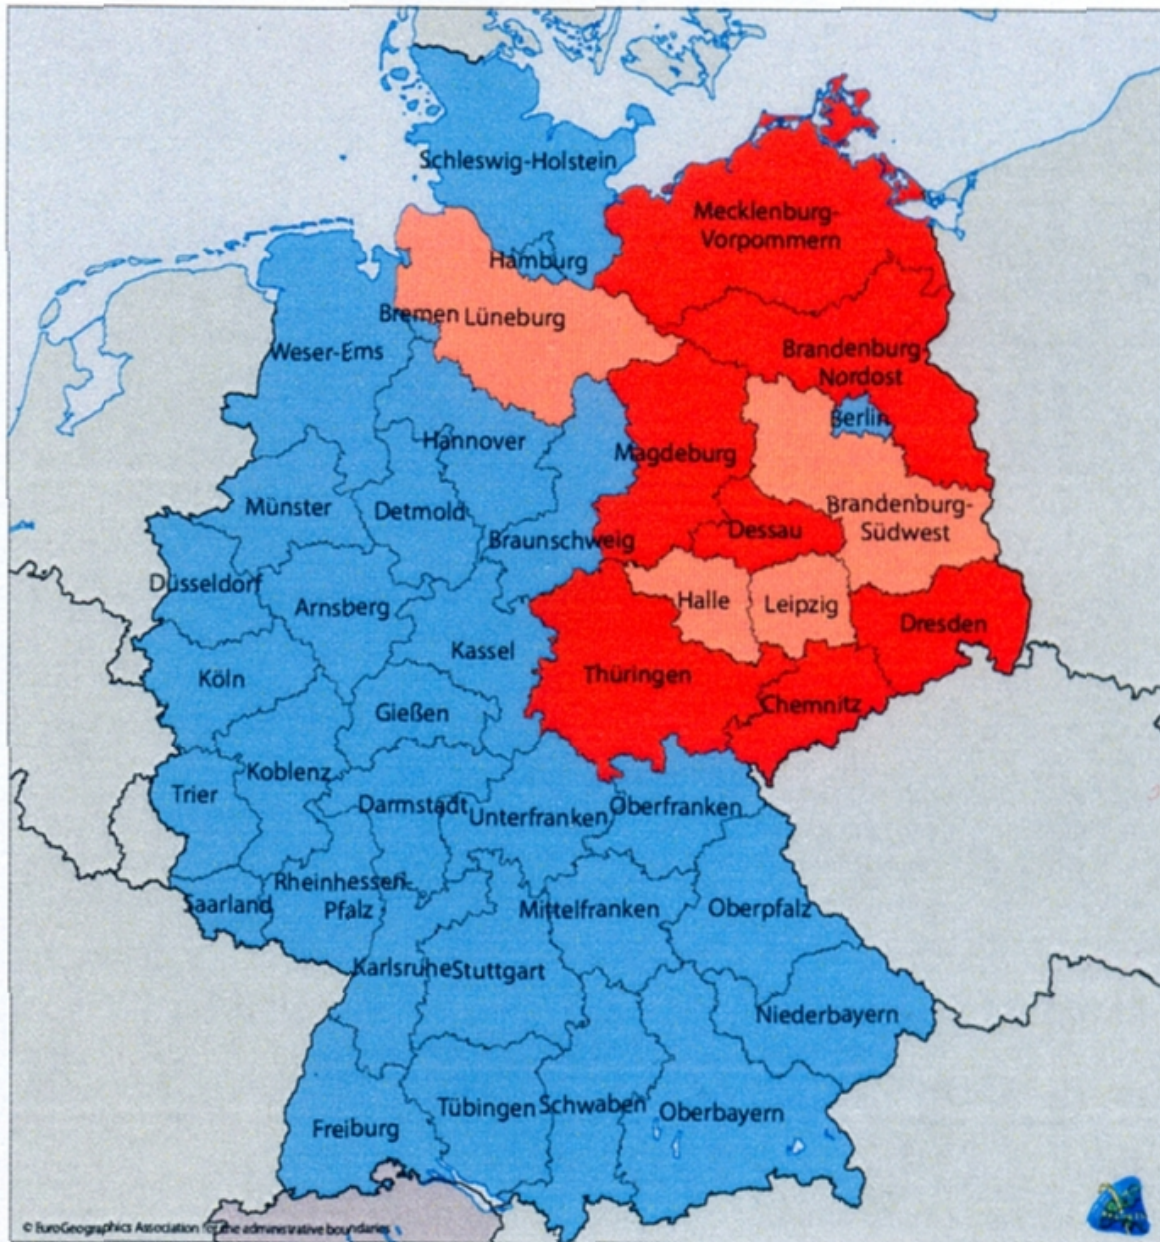 Schleswig-Holstein
Mecklenburg-
Vorpommern
Hamburg
Bremen
Lüneburg
Weser-Ems
Brandenburg-
Nordost
Berlin
Hannover
Magdeburg
Münster
Detmold
Brandenburg-
Südwest
Dessau
Braunschweig
Düsseldorf
Arnsberg
Halle
Leipzig
Dresden
Kassel
Köln
Thüringen
Chemnitz
Gießen
Koblenz
Trier
Darmstadt
Unterfranken
Oberfranken
Rheinhessen-
Pfalz
Saarland
Mittelfranken
Oberpfalz
Karlsruhe
Stuttgart
Niederbayern
Tübingen
Schwaben
Oberbayern
Freiburg
© EuroGeographics Association for the administrative boundaries